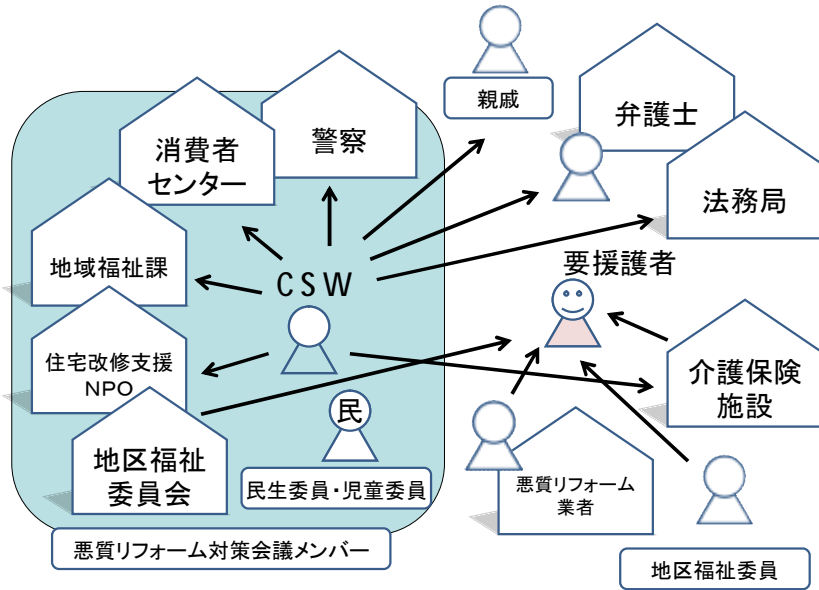 親戚
弁護士
警察
消費者
センター
法務局
地域福祉課
要援護者
CSW
住宅改修支援
NPO
介護保険
施設
民
地区福祉
委員会
民生委員・児童委員
悪質リフォーム
業者
悪質リフォーム対策会議メンバー
地区福祉委員